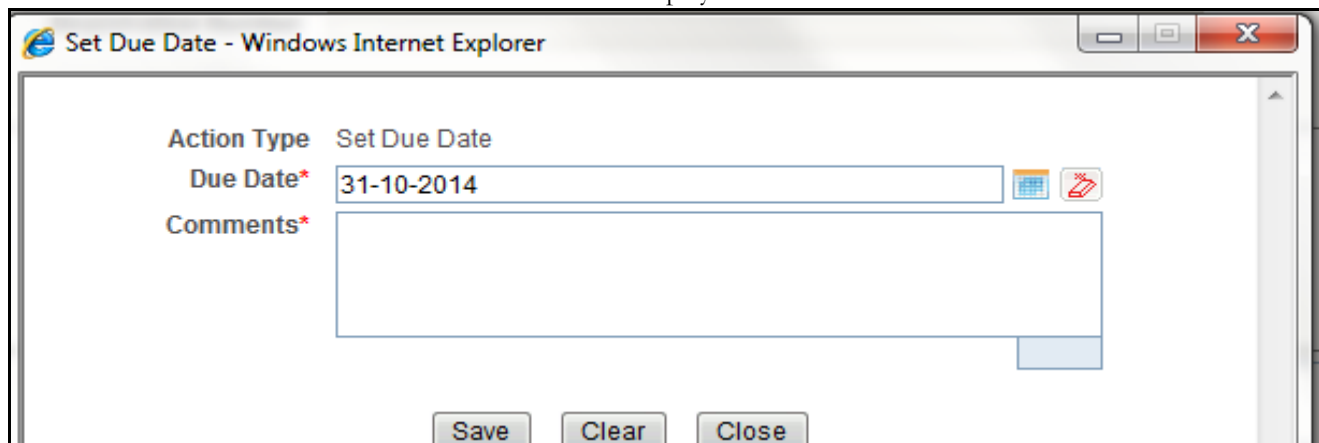 Set Due Date - Windows Internet Explorer
Action Type Set Due Date
Due Date* 31-10-2014
Comments*
Save Clear Close